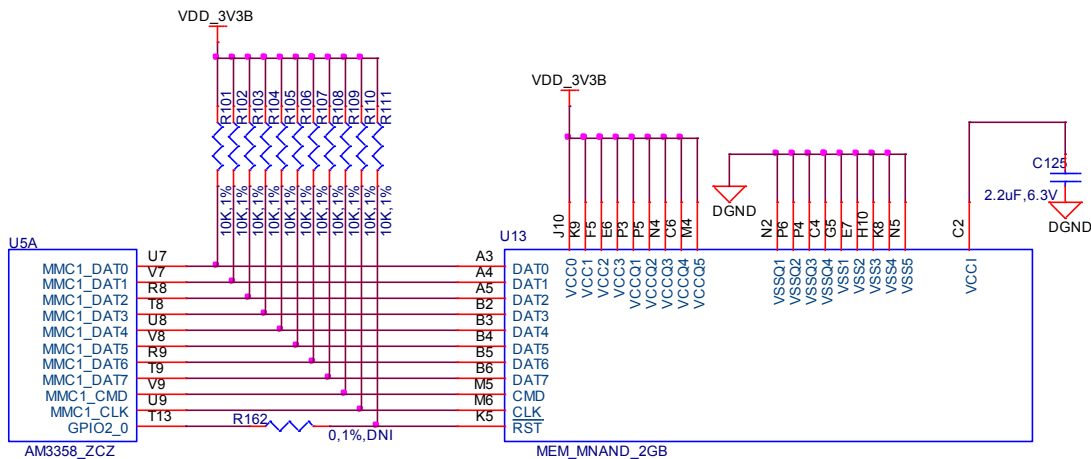 VDD_3V3B
R101
R102
R103
R104
R105
R106
R107
R108
R109
R110
R111
10K,1%
10K,1%
10K,1%
10K,1%
10K,1%
10K,1%
10K,1%
10K,1%
10K,1%
10K,1%
10K,1%
VDD_3V3B
DGND
C125
2.2uF,6.3V
DGND
J10
K9
F5
E6
P3
P5
N4
C6
M4
N2
P6
P4
C4
G5
E7
H10
K8
N5
C2
VCC0
VCC1
VCC2
VCC3
VCCQ1
VCCQ2
VCCQ3
VCCQ4
VCCQ5
VSSQ1
VSSQ2
VSSQ3
VSSQ4
VSS1
VSS2
VSS3
VSS4
VSS5
VCCI
U5A
U13
MMC1_DAT0 U7 A3 DAT0
MMC1_DAT1 V7 A4 DAT1
MMC1_DAT2 R8 A5 DAT2
MMC1_DAT3 T8 B2 DAT3
MMC1_DAT4 U8 B3 DAT4
MMC1_DAT5 V8 B4 DAT5
MMC1_DAT6 R9 B5 DAT6
MMC1_DAT7 T9 B6 DAT7
MMC1_CMD V9 M5 CMD
MMC1_CLK U9 M6 CLK
GPIO2_0 T13 K5 RST
R162
0,1%,DNI
AM3358_ZCZ
MEM_MNAND_2GB